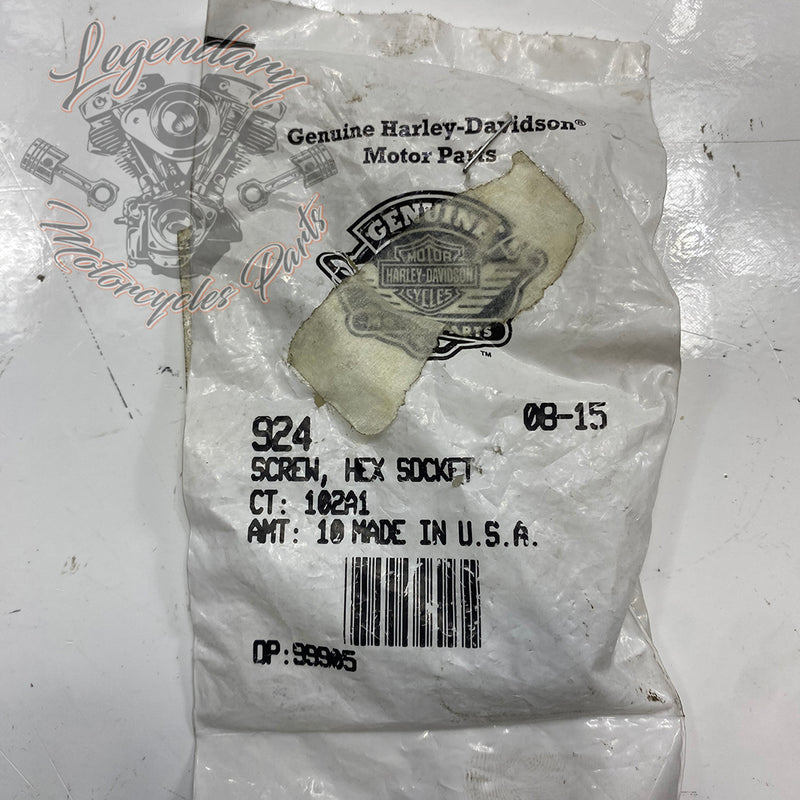 Legendary
Motorcycles Parts
Genuine Harley-Davidson®
Motor Parts
GENUINE
MOTOR
HARLEY-DAVIDSON
CYCLES
PARTS
™
924
08-15
SCREW, HEX SOCKET
CT: 102A1
AMT: 10 MADE IN U.S.A.
OP:99905